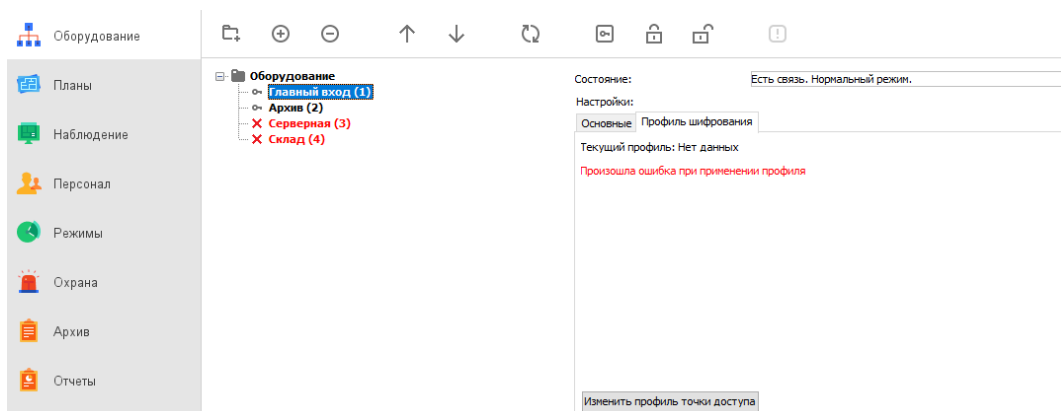 Оборудование
Планы
Наблюдение
Персонал
Режимы
Охрана
Архив
Отчеты
Оборудование
Главный вход (1)
Архив (2)
Серверная (3)
Склад (4)
Состояние: Есть связь. Нормальный режим.
Настройки:
Основные Профиль шифрования
Текущий профиль: Нет данных
Произошла ошибка при применении профиля
Изменить профиль точки доступа